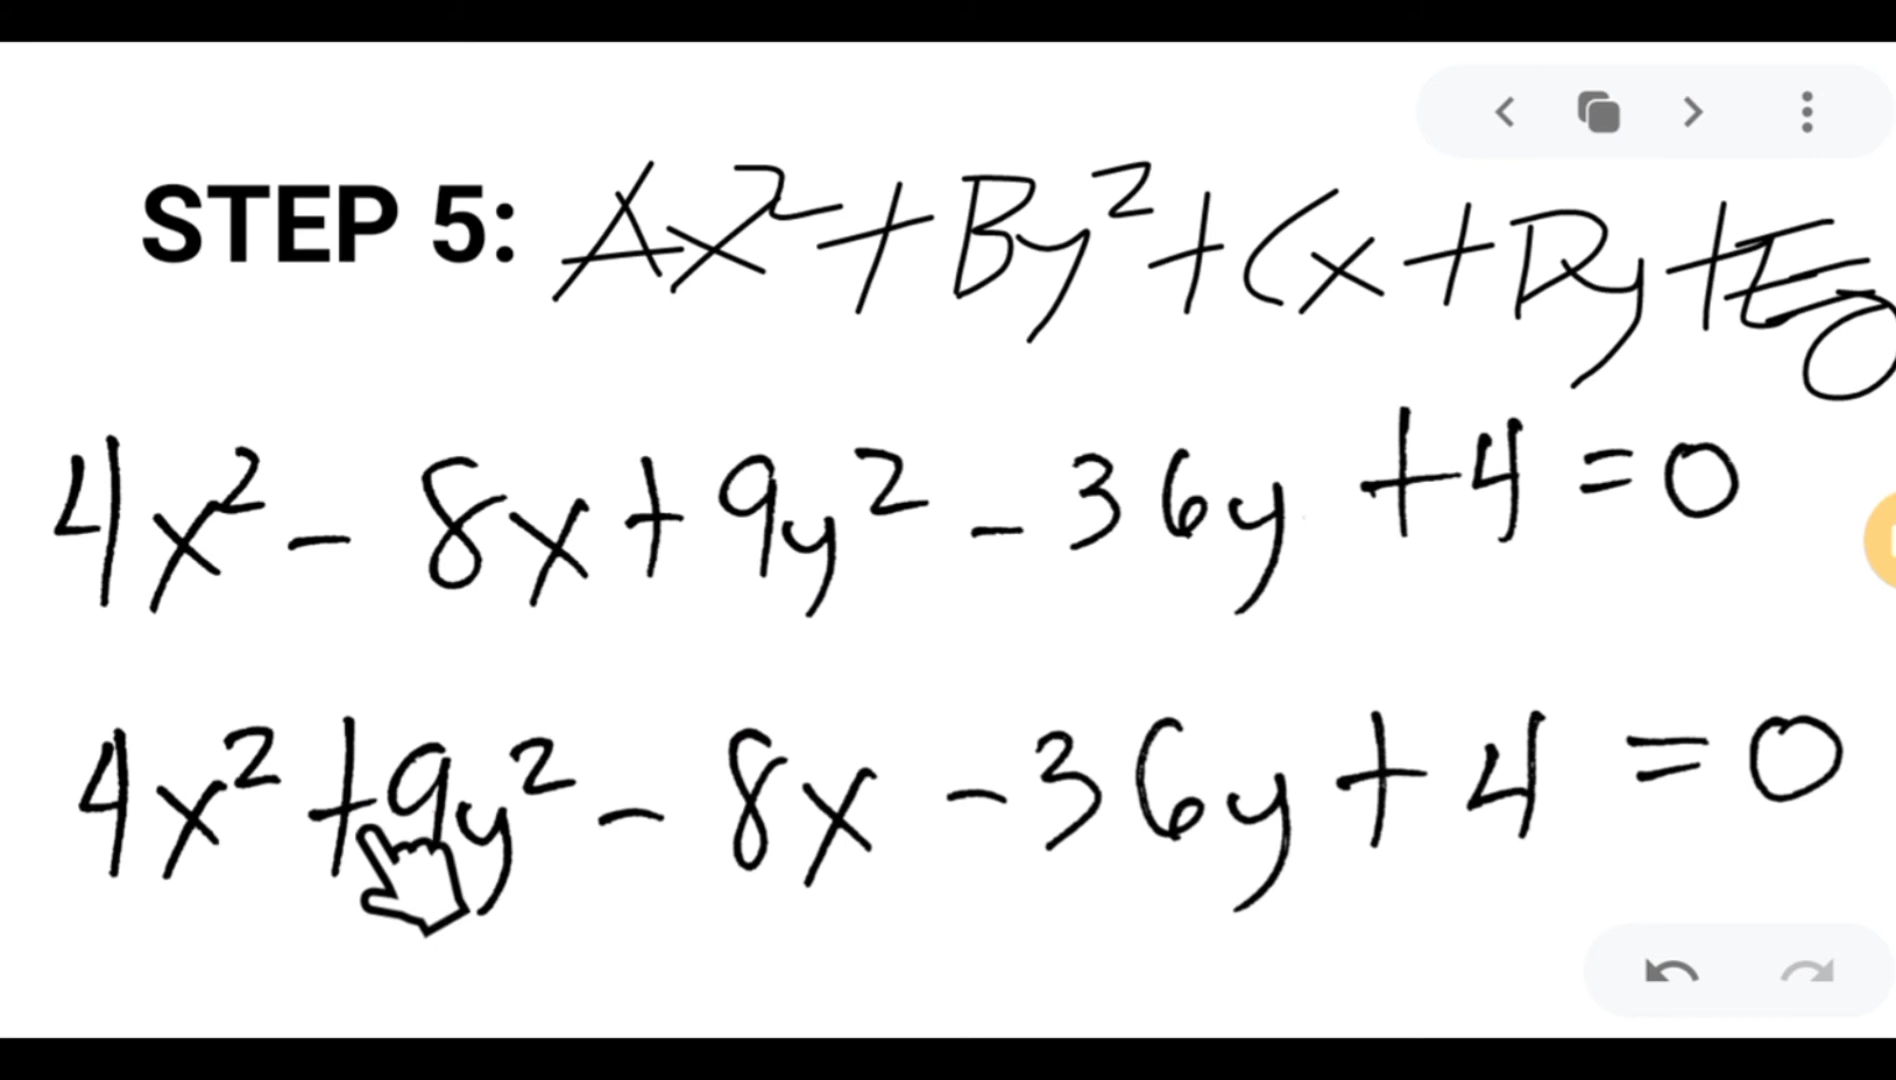 STEP 5: Ax² + By² + Cx + Dy + E = 0
4x² - 8x + 9y² - 36y + 4 = 0
4x² + 9y² - 8x - 36y + 4 = 0